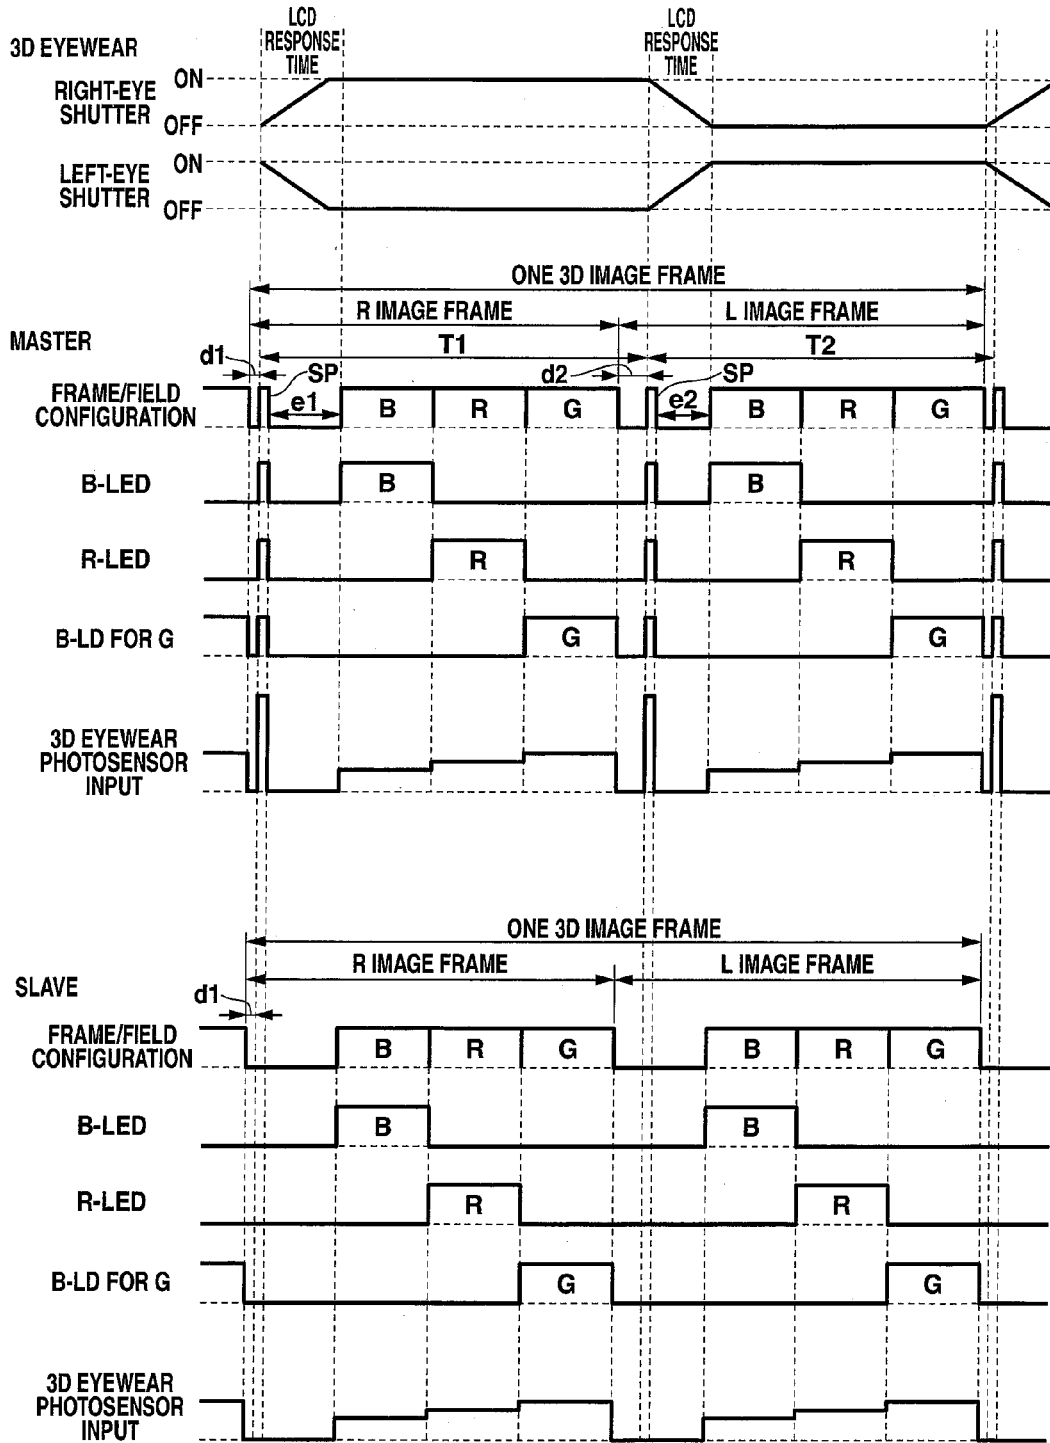 LCD
RESPONSE
TIME
LCD
RESPONSE
TIME
3D EYEWEAR
RIGHT-EYE
SHUTTER
ON
OFF
LEFT-EYE
SHUTTER
ON
OFF
ONE 3D IMAGE FRAME
R IMAGE FRAME
L IMAGE FRAME
MASTER
d1
T1
d2
T2
FRAME/FIELD
CONFIGURATION
SP
e1
B
R
G
SP
e2
B
R
G
B-LED
B
B
R-LED
R
R
B-LD FOR G
G
G
3D EYEWEAR
PHOTOSENSOR
INPUT
ONE 3D IMAGE FRAME
R IMAGE FRAME
L IMAGE FRAME
SLAVE
d1
FRAME/FIELD
CONFIGURATION
B
R
G
B
R
G
B-LED
B
B
R-LED
R
R
B-LD FOR G
G
G
3D EYEWEAR
PHOTOSENSOR
INPUT